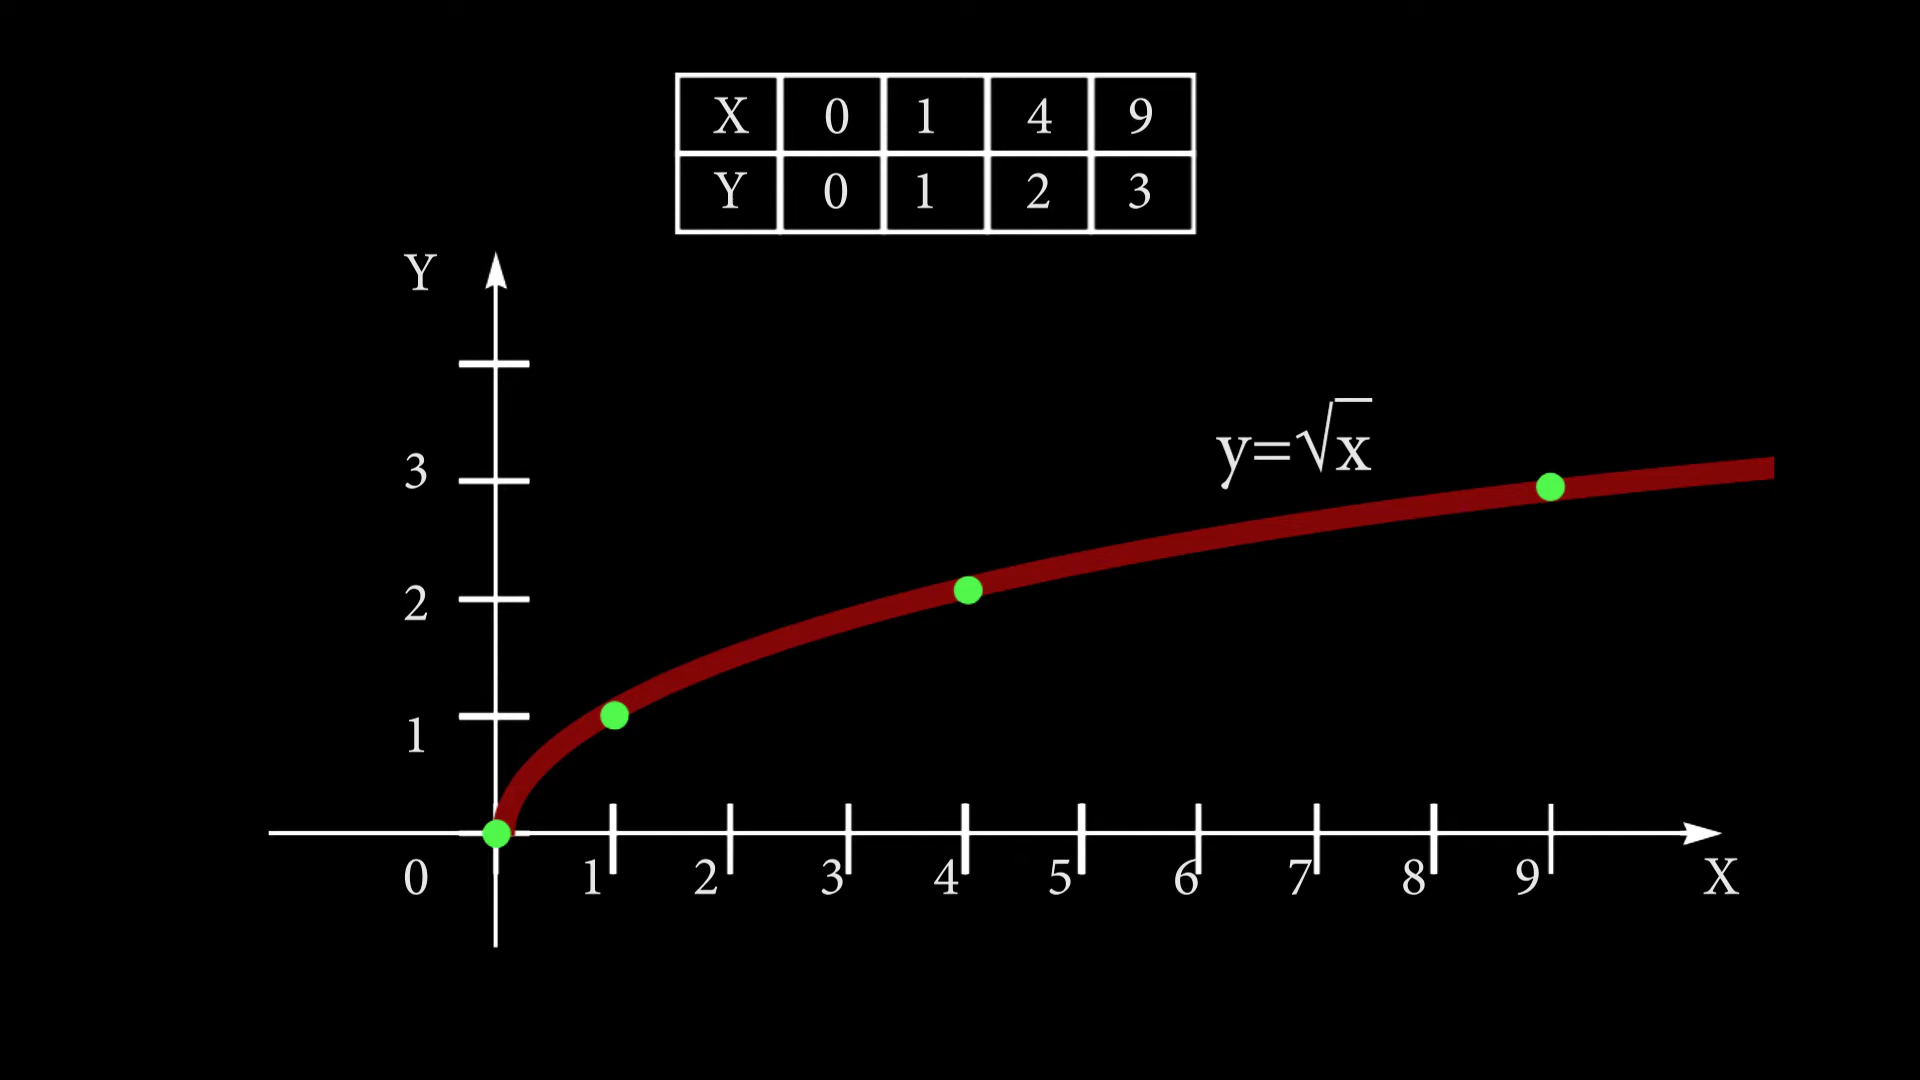 X 0 1 4 9
Y 0 1 2 3
Y
y=√x
3
2
1
0 1 2 3 4 5 6 7 8 9 X